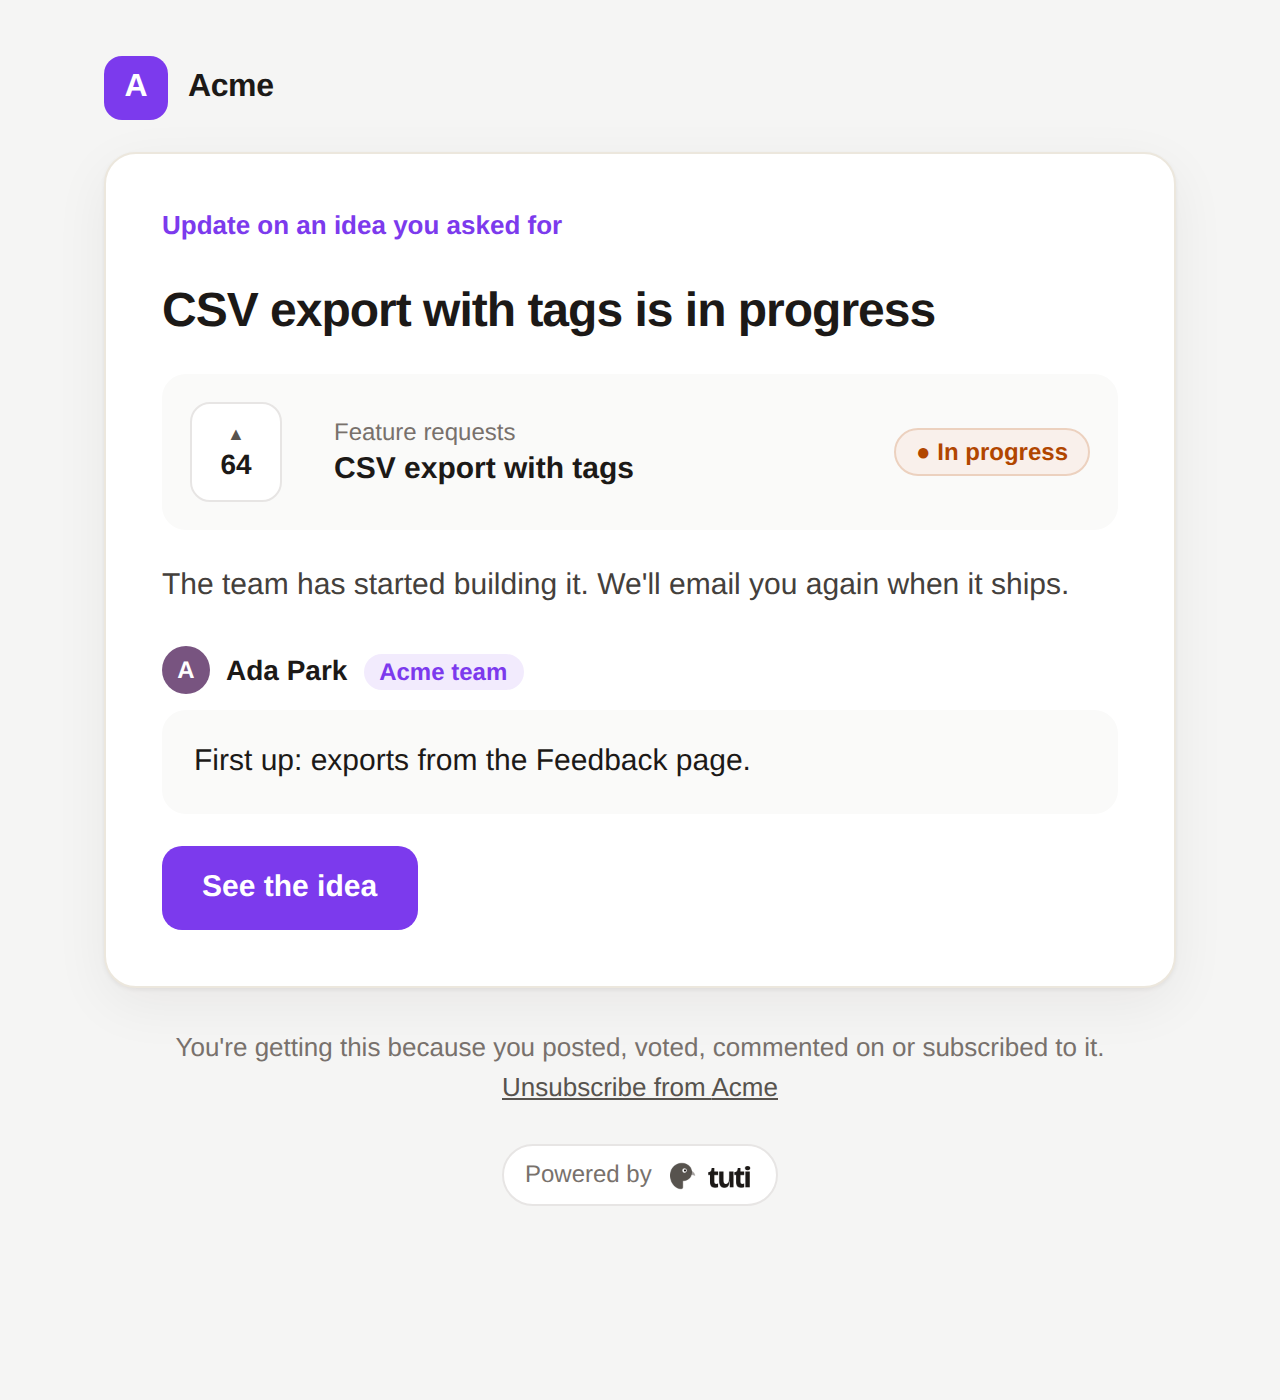 A Acme
Update on an idea you asked for
CSV export with tags is in progress
▲
64
Feature requests
CSV export with tags
● In progress
The team has started building it. We'll email you again when it ships.
A Ada Park Acme team
First up: exports from the Feedback page.
See the idea
You're getting this because you posted, voted, commented on or subscribed to it.
Unsubscribe from Acme
Powered by tuti